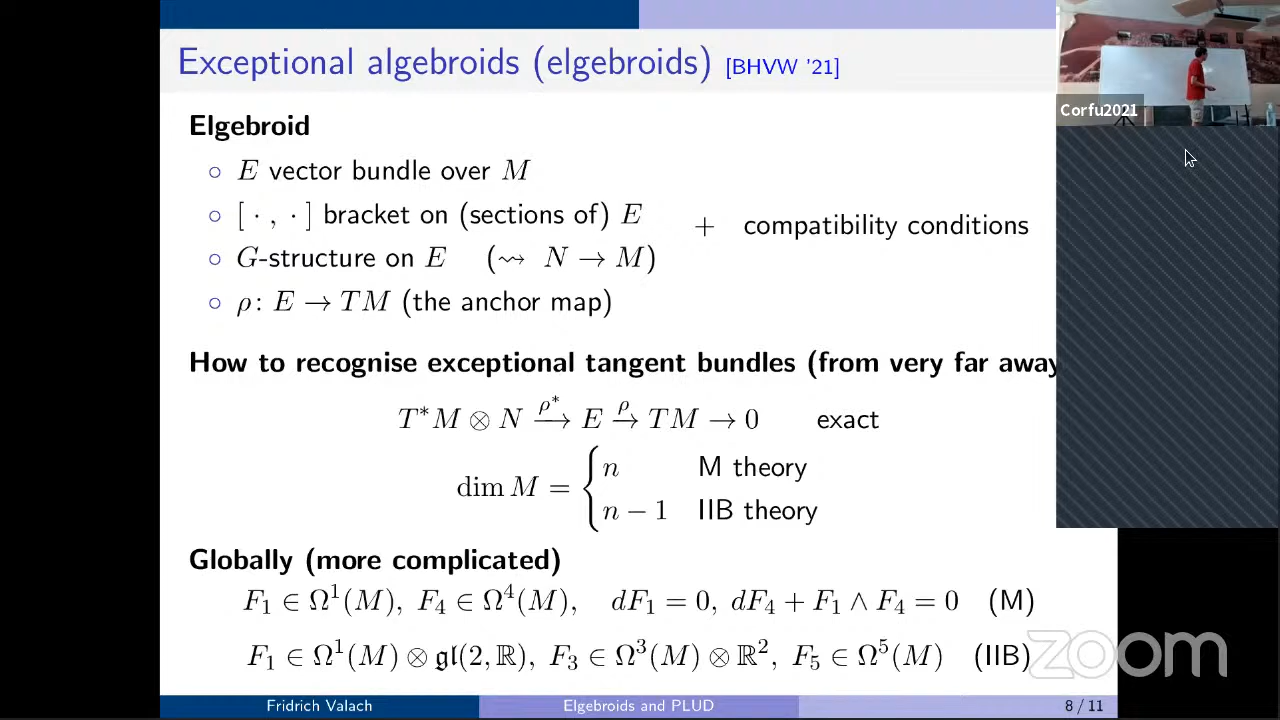 Exceptional algebroids (elgebroids) [BHVW '21]
Corfu2021
Elgebroid
○ E vector bundle over M
○ [ · , · ] bracket on (sections of) E
+ compatibility conditions
○ G-structure on E (⇝ N → M)
○ ρ: E → TM (the anchor map)
How to recognise exceptional tangent bundles (from very far away
T*M ⊗ N —ρ*→ E —ρ→ TM → 0 exact
dim M = { n M theory
n − 1 IIB theory
Globally (more complicated)
F₁ ∈ Ω¹(M), F₄ ∈ Ω⁴(M), dF₁ = 0, dF₄ + F₁ ∧ F₄ = 0 (M)
F₁ ∈ Ω¹(M) ⊗ 𝔤𝔩(2, ℝ), F₃ ∈ Ω³(M) ⊗ ℝ², F₅ ∈ Ω⁵(M) (IIB)
zoom
Fridrich Valach Elgebroids and PLUD 8 / 11